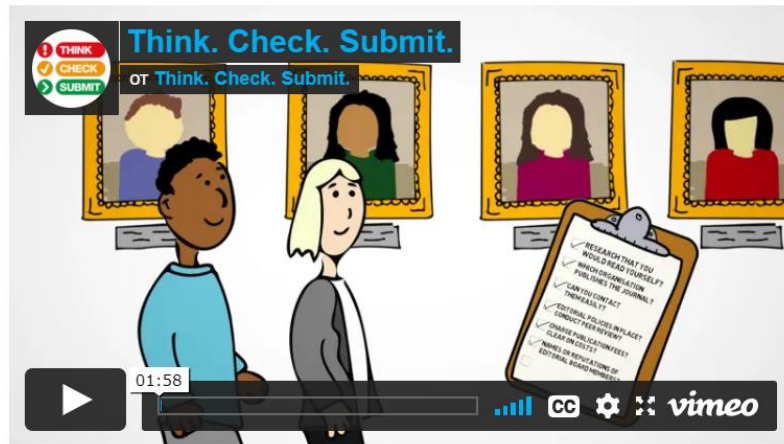 ! THINK
✓ CHECK
> SUBMIT
Think. Check. Submit.
от Think. Check. Submit.
RESEARCH THAT YOU
WOULD READ YOURSELF?
WHICH ORGANISATION
PUBLISHES THE JOURNAL?
CAN YOU CONTACT
THEM EASILY?
EDITORIAL POLICIES IN PLACE?
CONDUCT PEER REVIEW?
CHARGE PUBLICATION FEES?
CLEAR ON COSTS?
NAMES OR REPUTATIONS OF
EDITORIAL BOARD MEMBERS?
01:58
CC
vimeo